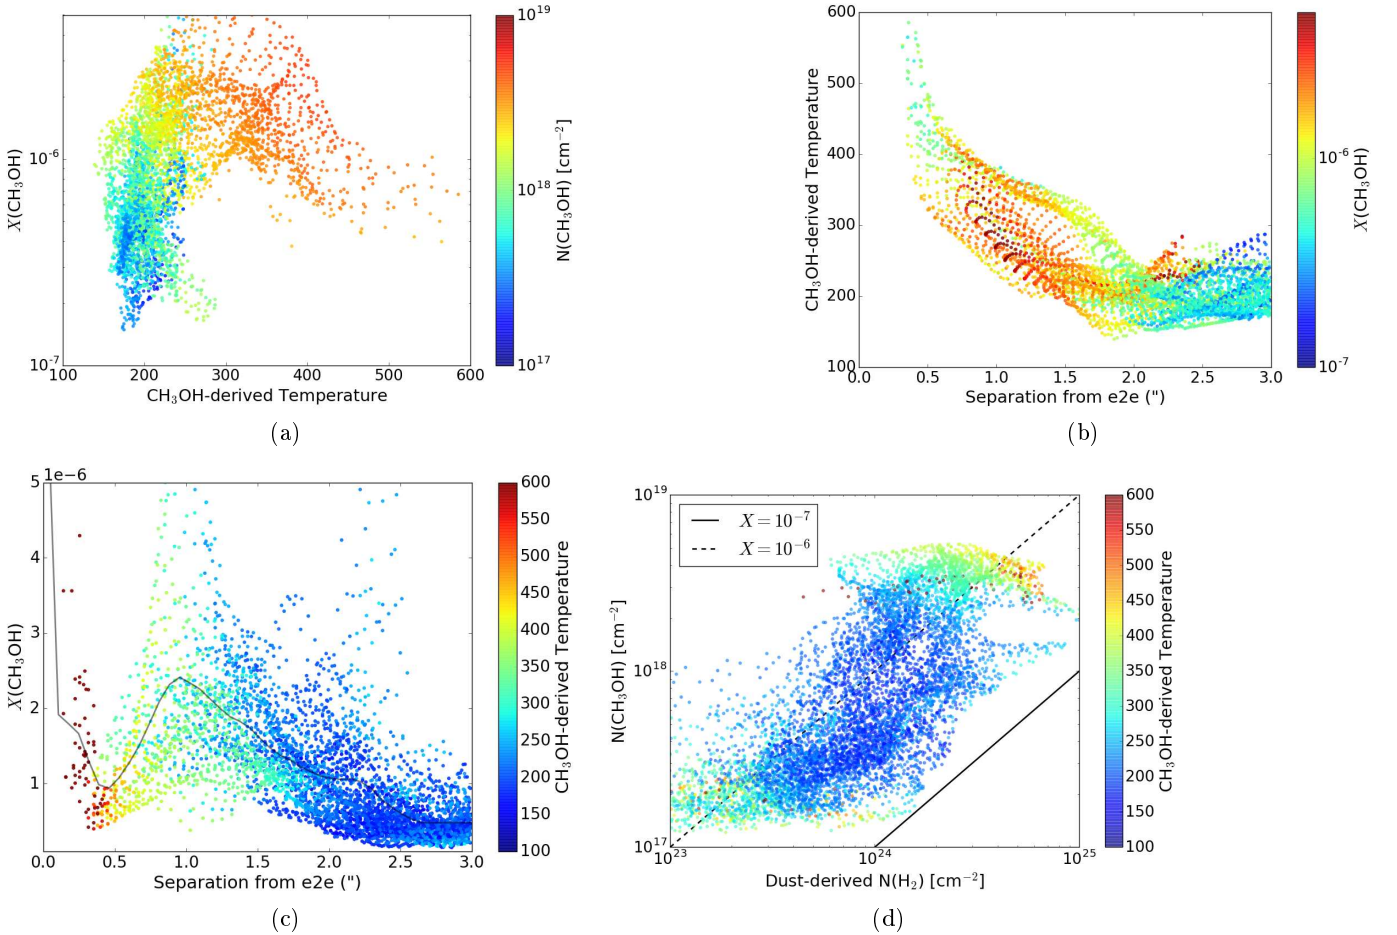 10^19
10^-6
10^-7
X(CH₃OH)
100 200 300 400 500 600
CH₃OH-derived Temperature
10^18
10^17
N(CH₃OH) [cm⁻²]
(a)
600
500
400
300
200
100
CH₃OH-derived Temperature
0.0 0.5 1.0 1.5 2.0 2.5 3.0
Separation from e2e (")
10^-6
10^-7
X(CH₃OH)
(b)
1e−6
5
4
3
2
1
X(CH₃OH)
0.0 0.5 1.0 1.5 2.0 2.5 3.0
Separation from e2e (")
600
550
500
450
400
350
300
250
200
150
100
CH₃OH-derived Temperature
(c)
10^19
10^18
10^17
N(CH₃OH) [cm⁻²]
X = 10^−7
X = 10^−6
10^23 10^24 10^25
Dust-derived N(H₂) [cm⁻²]
600
550
500
450
400
350
300
250
200
150
100
CH₃OH-derived Temperature
(d)